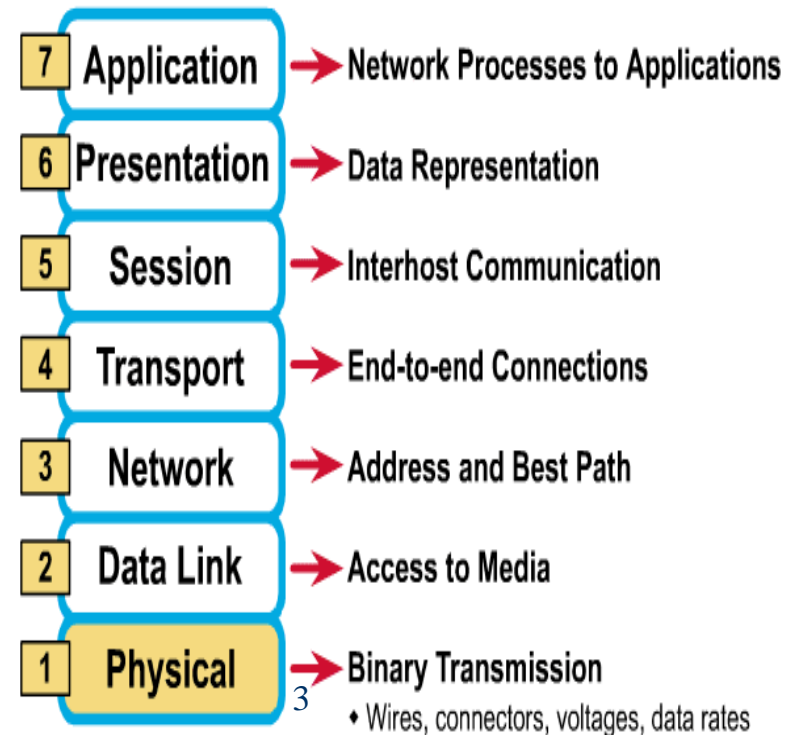 7 Application Network Processes to Applications
6 Presentation Data Representation
5 Session Interhost Communication
4 Transport End-to-end Connections
3 Network Address and Best Path
2 Data Link Access to Media
1 Physical Binary Transmission
3
♦ Wires, connectors, voltages, data rates